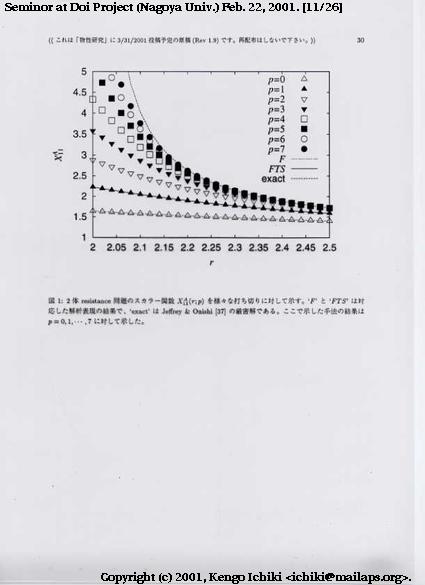 Seminor at Doi Project (Nagoya Univ.) Feb. 22, 2001. [11/26]
(( これは「物性研究」に 3/31/2001 投稿予定の原稿 (Rev 1.9) です。再配布はしないで下さい。)) 30
5
4.5
4
3.5
3
2.5
2
1.5
1
X^A_11
p=0
p=1
p=2
p=3
p=4
p=5
p=6
p=7
F
FTS
exact
2 2.05 2.1 2.15 2.2 2.25 2.3 2.35 2.4 2.45 2.5
r
図 1: 2 体 resistance 問題のスカラー関数 X^A_11(r;p) を様々な打ち切りに対して示す。'F' と 'FTS' は対
応した解析表現の結果で、'exact' は Jeffrey & Onishi [37] の厳密解である。ここで示した手法の結果は
p = 0, 1, ⋯ , 7 に対して示した。
Copyright (c) 2001, Kengo Ichiki <ichiki@mailaps.org>.